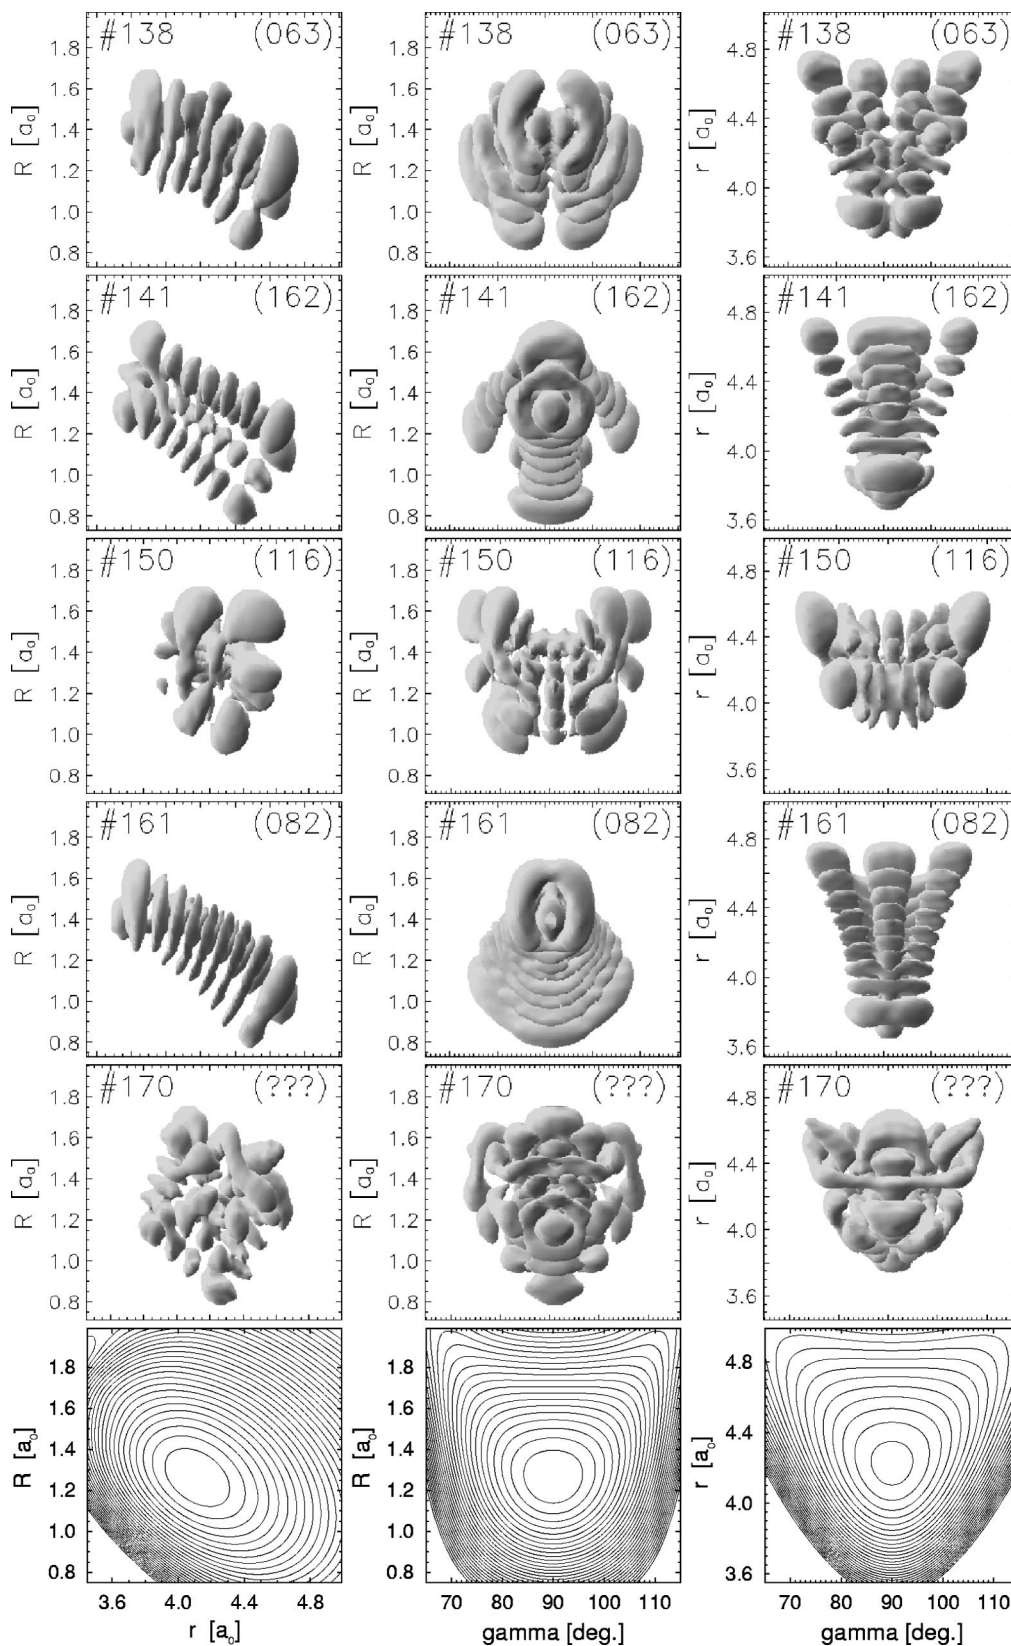 #138 (063) #138 (063) #138 (063)
R [a₀] 1.8 1.6 1.4 1.2 1.0 0.8
R [a₀] 1.8 1.6 1.4 1.2 1.0 0.8
r [a₀] 4.8 4.4 4.0 3.6
#141 (162) #141 (162) #141 (162)
R [a₀] 1.8 1.6 1.4 1.2 1.0 0.8
R [a₀] 1.8 1.6 1.4 1.2 1.0 0.8
r [a₀] 4.8 4.4 4.0 3.6
#150 (116) #150 (116) #150 (116)
R [a₀] 1.8 1.6 1.4 1.2 1.0 0.8
R [a₀] 1.8 1.6 1.4 1.2 1.0 0.8
r [a₀] 4.8 4.4 4.0 3.6
#161 (082) #161 (082) #161 (082)
R [a₀] 1.8 1.6 1.4 1.2 1.0 0.8
R [a₀] 1.8 1.6 1.4 1.2 1.0 0.8
r [a₀] 4.8 4.4 4.0 3.6
#170 (???) #170 (???) #170 (???)
R [a₀] 1.8 1.6 1.4 1.2 1.0 0.8
R [a₀] 1.8 1.6 1.4 1.2 1.0 0.8
r [a₀] 4.8 4.4 4.0 3.6
R [a₀] 1.8 1.6 1.4 1.2 1.0 0.8
R [a₀] 1.8 1.6 1.4 1.2 1.0 0.8
r [a₀] 4.8 4.4 4.0 3.6
3.6 4.0 4.4 4.8 70 80 90 100 110 70 80 90 100 110
r [a₀] gamma [deg.] gamma [deg.]